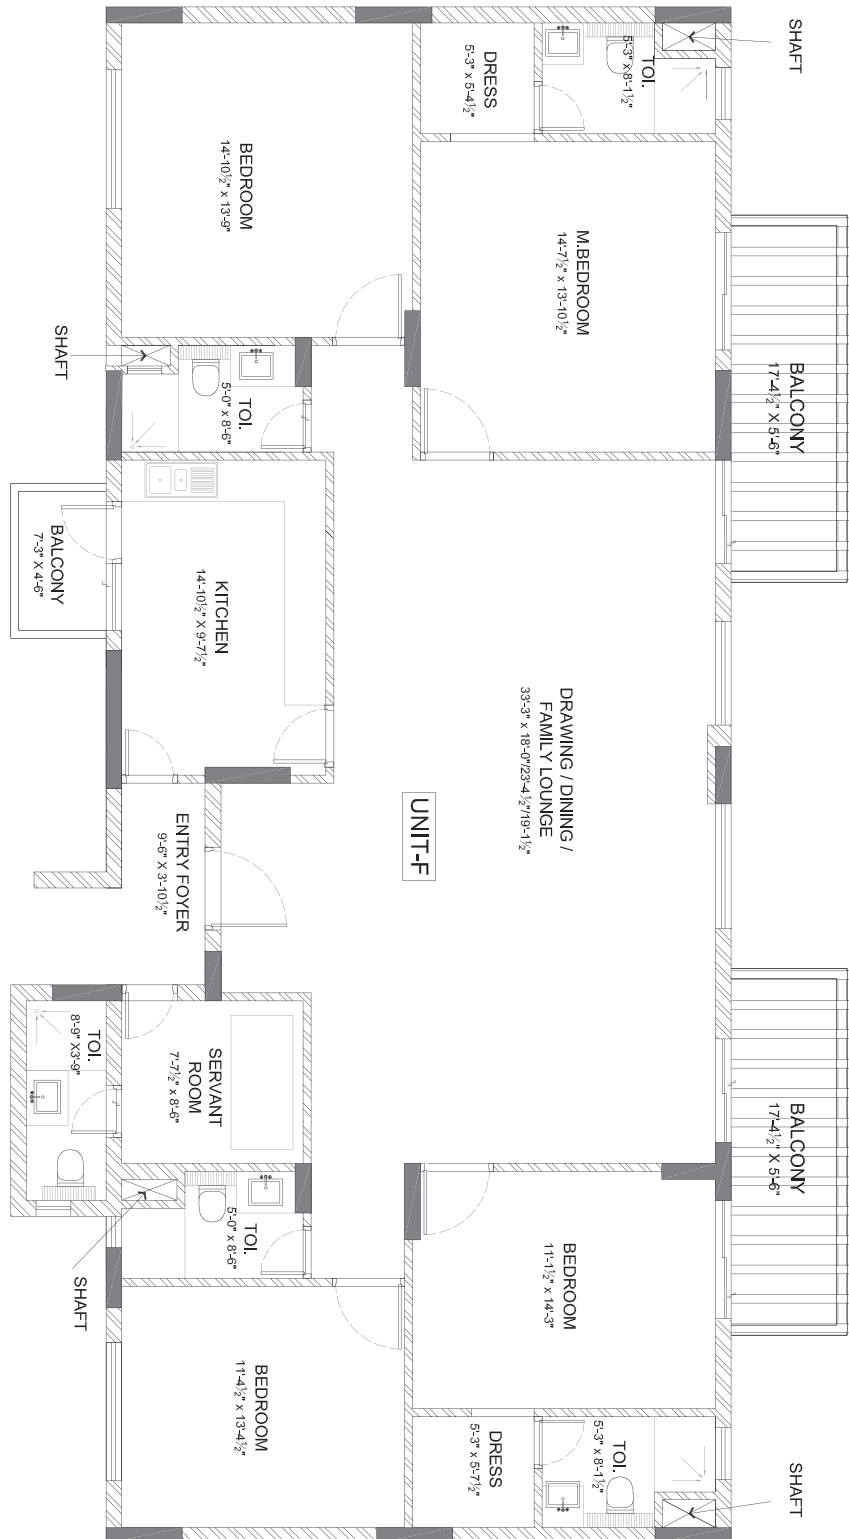 SHAFT
TOI.
5'-3" x 8'-1½"
DRESS
5'-3" x 5'-4½"
BEDROOM
14'-10½" x 13'-9"
M.BEDROOM
14'-7½" x 13'-10½"
BALCONY
17'-4½" X 5'-6"
SHAFT
TOI.
5'-0" x 8'-6"
BALCONY
7'-3" X 4'-6"
KITCHEN
14'-10½" X 9'-7½"
DRAWING / DINING /
FAMILY LOUNGE
33'-3" x 18'-0"/23'-4½"/19'-1½"
UNIT-F
ENTRY FOYER
9'-6" X 3'-10½"
TOI.
8'-9" X3'-9"
SERVANT
ROOM
7'-7½" x 8'-6"
BALCONY
17'-4½" X 5'-6"
TOI.
5'-0" x 8'-6"
SHAFT
BEDROOM
11'-1½" x 14'-3"
BEDROOM
11'-4½" x 13'-4½"
DRESS
5'-3" x 5'-7½"
TOI.
5'-3" x 8'-1½"
SHAFT